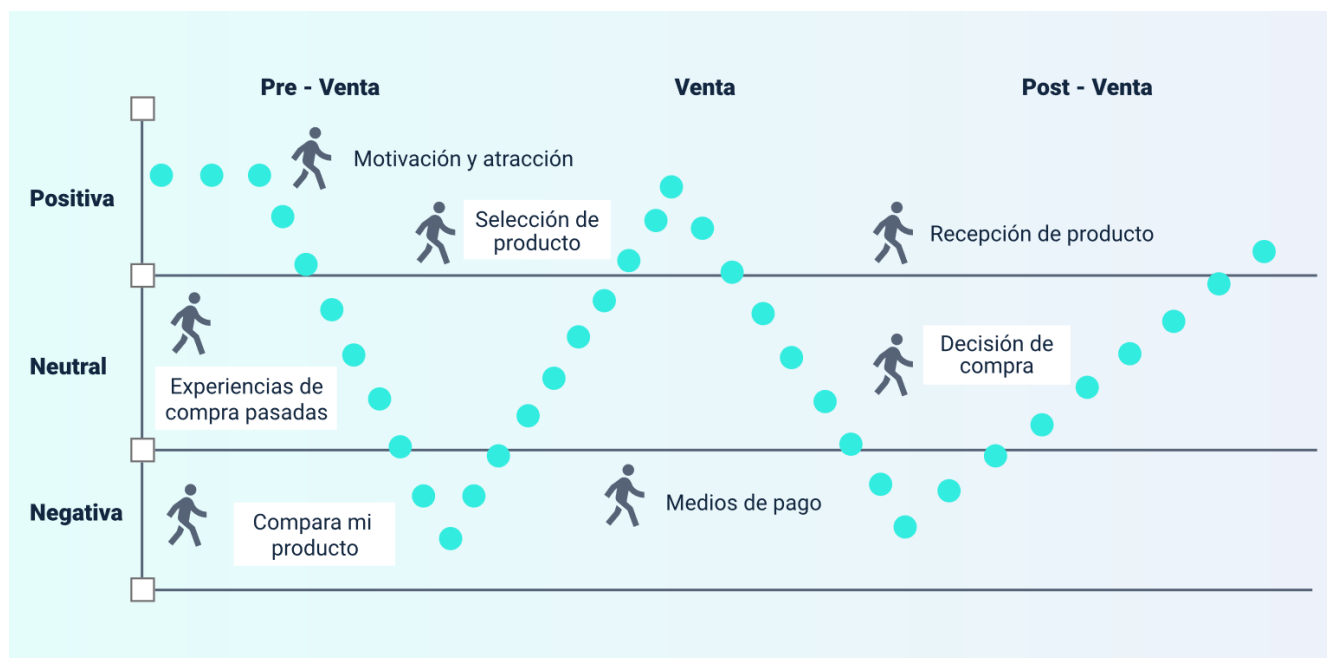 Pre - Venta
Venta
Post - Venta
Positiva
Motivación y atracción
Selección de
producto
Recepción de producto
Neutral
Experiencias de
compra pasadas
Decisión de
compra
Negativa
Compara mi
producto
Medios de pago